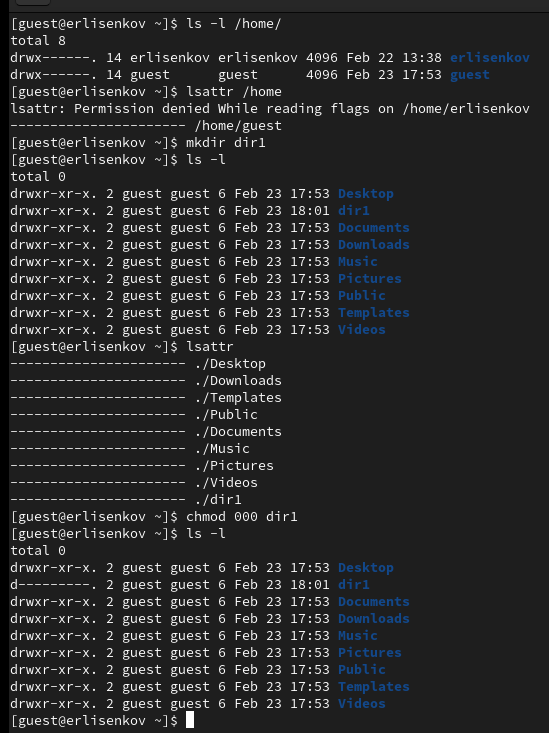 [guest@erlisenkov ~]$ ls -l /home/
total 8
drwx------. 14 erlisenkov erlisenkov 4096 Feb 22 13:38 erlisenkov
drwx------. 14 guest      guest      4096 Feb 23 17:53 guest
[guest@erlisenkov ~]$ lsattr /home
lsattr: Permission denied While reading flags on /home/erlisenkov
---------------------- /home/guest
[guest@erlisenkov ~]$ mkdir dir1
[guest@erlisenkov ~]$ ls -l
total 0
drwxr-xr-x. 2 guest guest 6 Feb 23 17:53 Desktop
drwxr-xr-x. 2 guest guest 6 Feb 23 18:01 dir1
drwxr-xr-x. 2 guest guest 6 Feb 23 17:53 Documents
drwxr-xr-x. 2 guest guest 6 Feb 23 17:53 Downloads
drwxr-xr-x. 2 guest guest 6 Feb 23 17:53 Music
drwxr-xr-x. 2 guest guest 6 Feb 23 17:53 Pictures
drwxr-xr-x. 2 guest guest 6 Feb 23 17:53 Public
drwxr-xr-x. 2 guest guest 6 Feb 23 17:53 Templates
drwxr-xr-x. 2 guest guest 6 Feb 23 17:53 Videos
[guest@erlisenkov ~]$ lsattr
---------------------- ./Desktop
---------------------- ./Downloads
---------------------- ./Templates
---------------------- ./Public
---------------------- ./Documents
---------------------- ./Music
---------------------- ./Pictures
---------------------- ./Videos
---------------------- ./dir1
[guest@erlisenkov ~]$ chmod 000 dir1
[guest@erlisenkov ~]$ ls -l
total 0
drwxr-xr-x. 2 guest guest 6 Feb 23 17:53 Desktop
d---------. 2 guest guest 6 Feb 23 18:01 dir1
drwxr-xr-x. 2 guest guest 6 Feb 23 17:53 Documents
drwxr-xr-x. 2 guest guest 6 Feb 23 17:53 Downloads
drwxr-xr-x. 2 guest guest 6 Feb 23 17:53 Music
drwxr-xr-x. 2 guest guest 6 Feb 23 17:53 Pictures
drwxr-xr-x. 2 guest guest 6 Feb 23 17:53 Public
drwxr-xr-x. 2 guest guest 6 Feb 23 17:53 Templates
drwxr-xr-x. 2 guest guest 6 Feb 23 17:53 Videos
[guest@erlisenkov ~]$